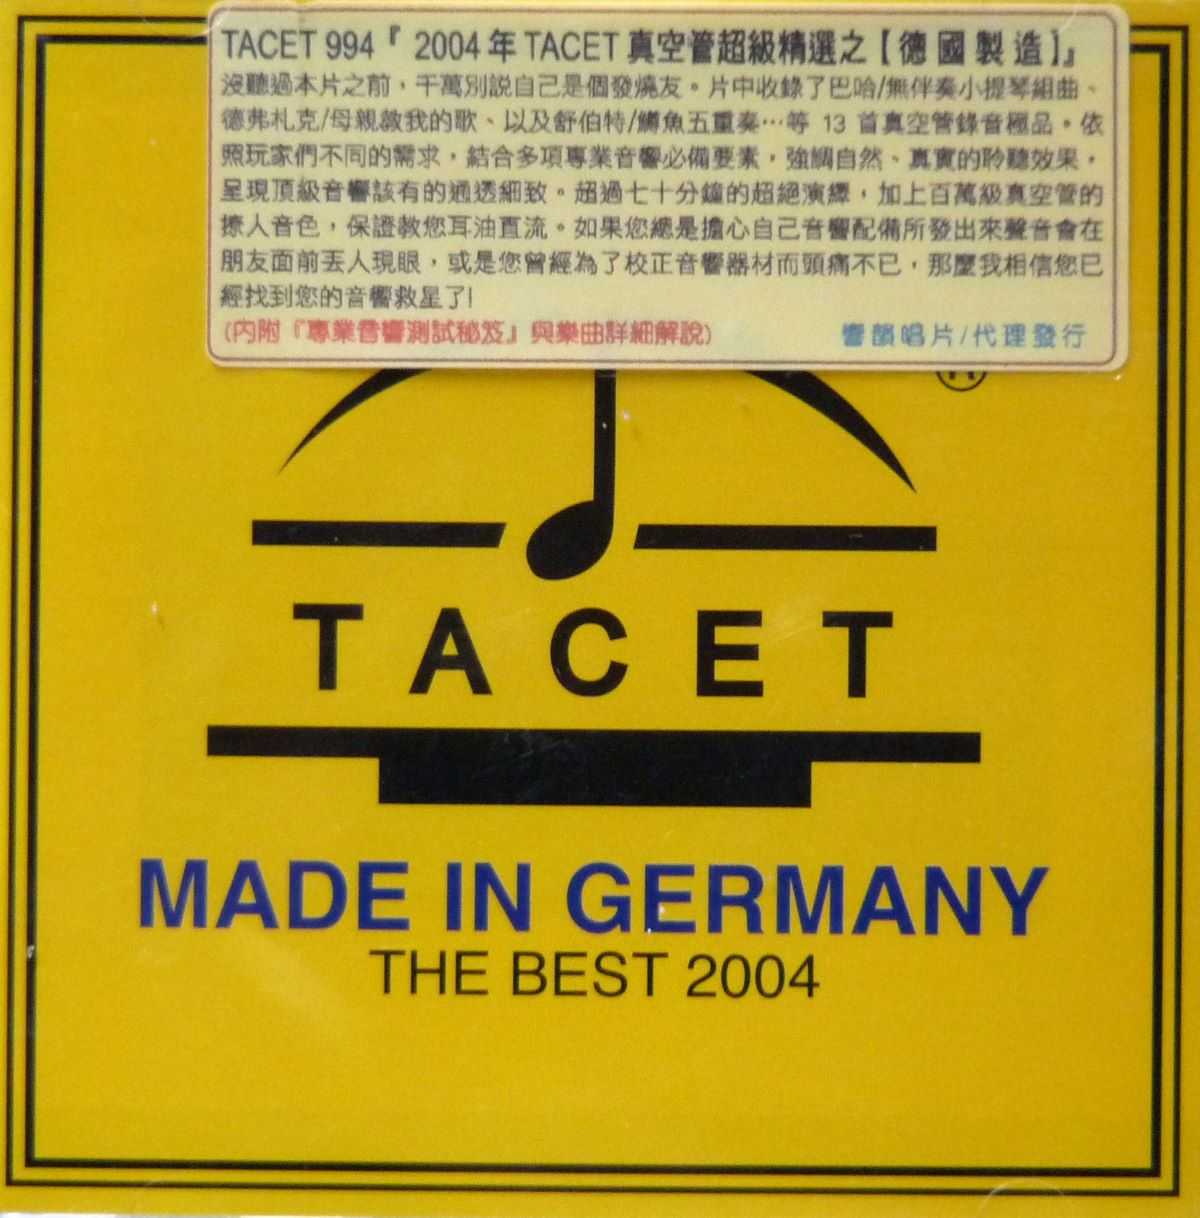 TACET 994『 2004年 TACET 真空管超級精選之【德國製造】』
沒聽過本片之前，千萬別說自己是個發燒友。片中收錄了巴哈/無伴奏小提琴組曲、
德弗札克/母親教我的歌、以及舒伯特/鱒魚五重奏…等 13 首真空管錄音極品。依
照玩家們不同的需求，結合多項專業音響必備要素，強調自然、真實的聆聽效果，
呈現頂級音響該有的通透細致。超過七十分鐘的超絕演繹，加上百萬級真空管的
撩人音色，保證教您耳油直流。如果您總是擔心自己音響配備所發出來聲音會在
朋友面前丟人現眼，或是您曾經為了校正音響器材而頭痛不已，那麼我相信您已
經找到您的音響救星了!
(內附『專業音響測試秘笈』與樂曲詳細解說) 響韻唱片/代理發行
®
TACET
MADE IN GERMANY
THE BEST 2004